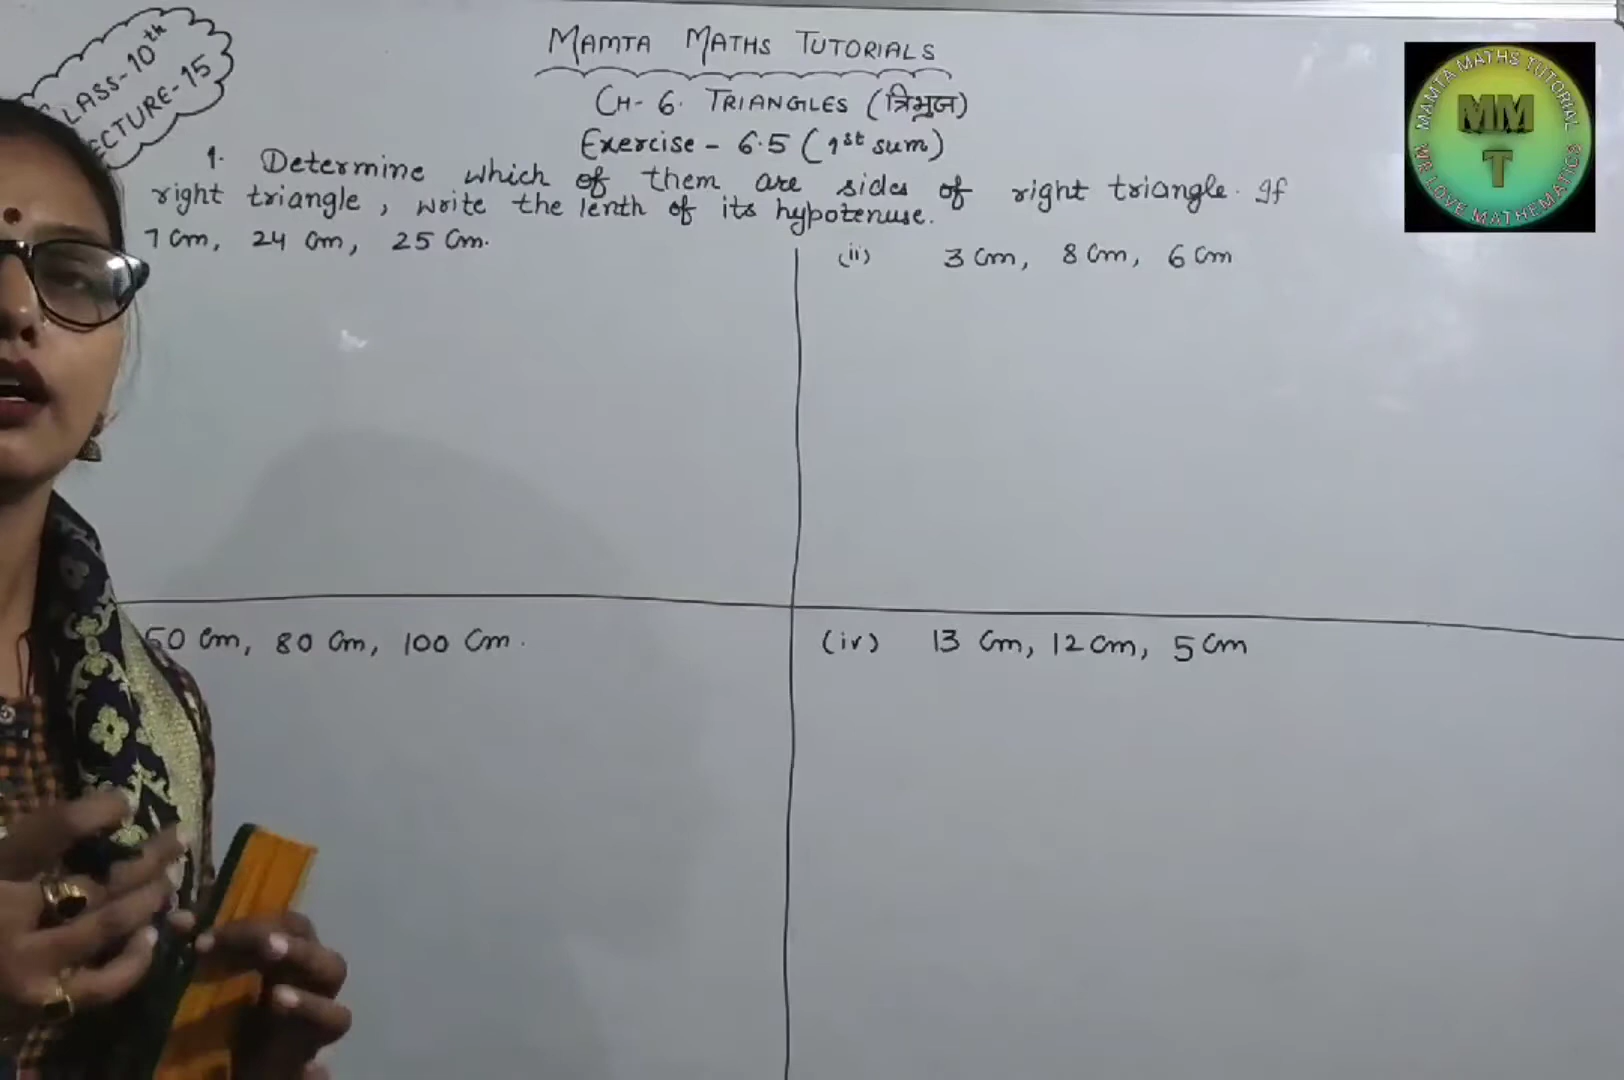 MAMTA MATHS TUTORIALS
CH- 6. TRIANGLES (त्रिभुज)
Exercise - 6.5 (1st sum)
CLASS-10th
LECTURE-15
1. Determine which of them are sides of right triangle. If
right triangle, write the lenth of its hypotenuse.
7 cm, 24 cm, 25 cm.
(ii) 3 cm, 8 cm, 6 cm
50 cm, 80 cm, 100 cm.
(iv) 13 cm, 12 cm, 5 cm
MAMTA MATHS TUTORIAL
MMT
WE LOVE MATHEMATICS